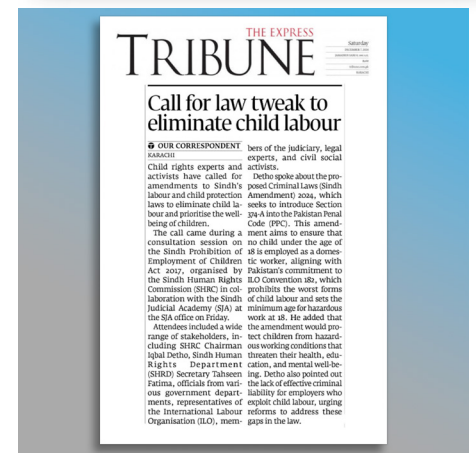 THE EXPRESS
TRIBUNE
Saturday
Call for law tweak to
eliminate child labour
OUR CORRESPONDENT
KARACHI
Child rights experts and
activists have called for
amendments to Sindh's
labour and child protection
laws to eliminate child la-
bour and prioritise the well-
being of children.
The call came during a
consultation session on
the Sindh Prohibition of
Employment of Children
Act 2017, organised by
the Sindh Human Rights
Commission (SHRC) in col-
laboration with the Sindh
Judicial Academy (SJA) at
the SJA office on Friday.
Attendees included a wide
range of stakeholders, in-
cluding SHRC Chairman
Iqbal Detho, Sindh Human
Rights Department
(SHRD) Secretary Tahseen
Fatima, officials from vari-
ous government depart-
ments, representatives of
the International Labour
Organisation (ILO), mem-
bers of the judiciary, legal
experts, and civil social
activists.
Detho spoke about the pro-
posed Criminal Laws (Sindh
Amendment) 2024, which
seeks to introduce Section
374-A into the Pakistan Penal
Code (PPC). This amend-
ment aims to ensure that
no child under the age of
18 is employed as a domes-
tic worker, aligning with
Pakistan's commitment to
ILO Convention 182, which
prohibits the worst forms
of child labour and sets the
minimum age for hazardous
work at 18. He added that
the amendment would pro-
tect children from hazard-
ous working conditions that
threaten their health, edu-
cation, and mental well-be-
ing. Detho also pointed out
the lack of effective criminal
liability for employers who
exploit child labour, urging
reforms to address these
gaps in the law.